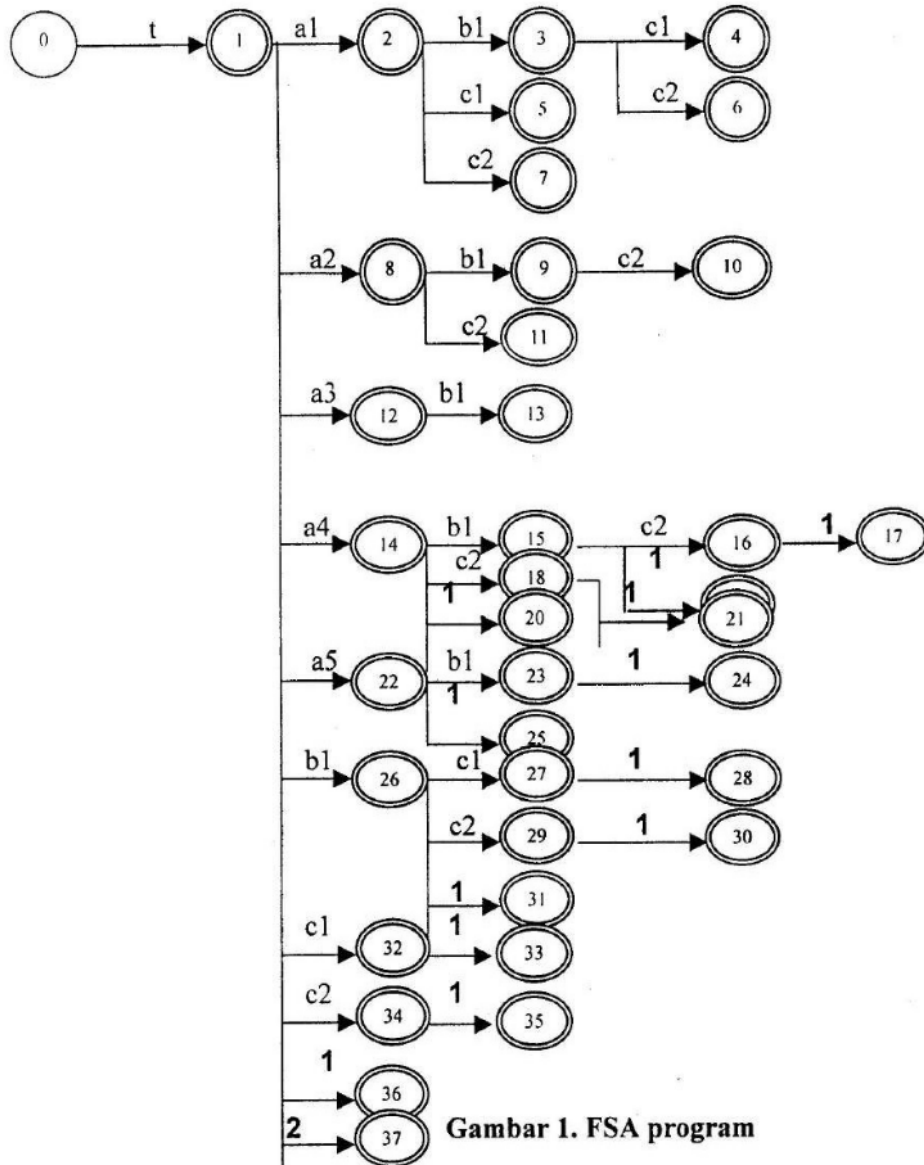 0 t 1 a1 2 b1 3 c1 4
c1 5 c2 6
c2 7
a2 8 b1 9 c2 10
c2 11
a3 12 b1 13
a4 14 b1 15 c2 16 1 17
c2 18 1
1 20 1 21
a5 22 b1 23 1 24
1 25
b1 26 c1 27 1 28
c2 29 1 30
1 31
c1 32 1 33
c2 34 1 35
1 36
2 37 Gambar 1. FSA program